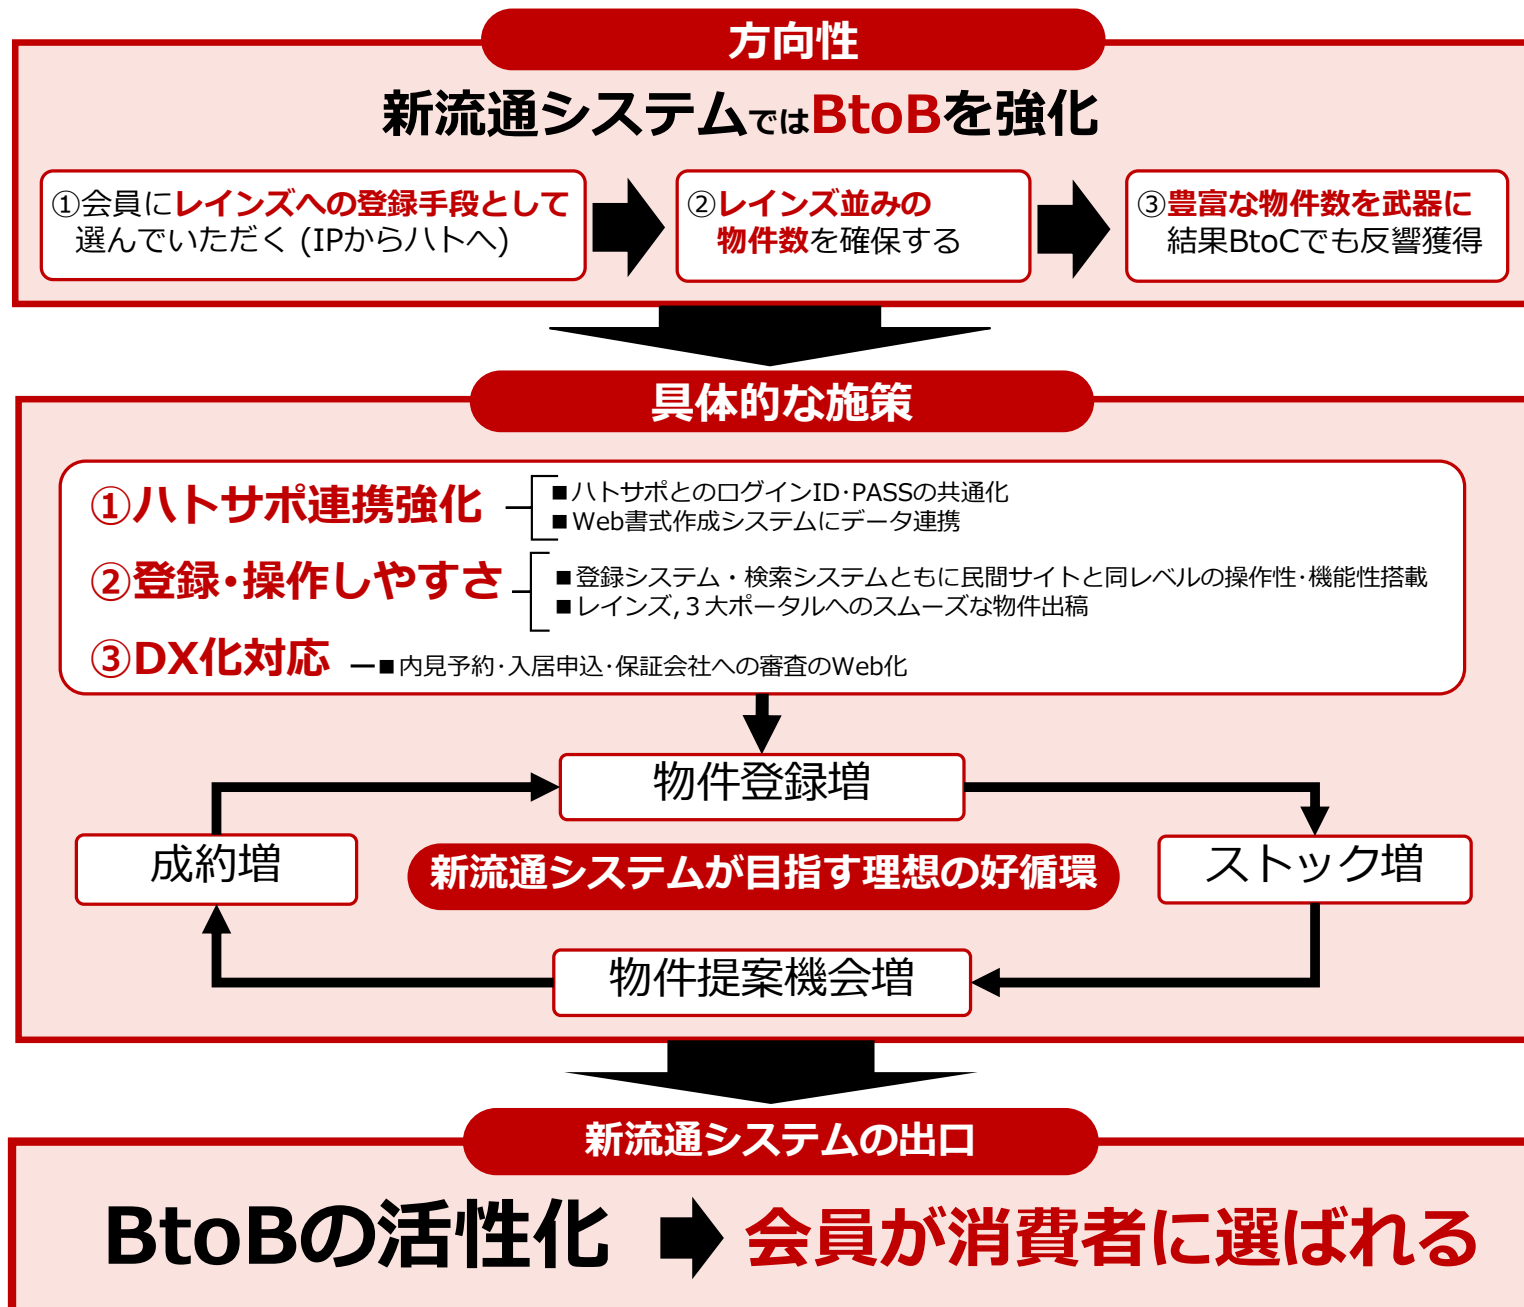 方向性
新流通システムではBtoBを強化
①会員にレインズへの登録手段として
選んでいただく (IPからハトへ)
②レインズ並みの
物件数を確保する
③豊富な物件数を武器に
結果BtoCでも反響獲得
具体的な施策
①ハトサポ連携強化
■ハトサポとのログインID･PASSの共通化
■Web書式作成システムにデータ連携
②登録･操作しやすさ
■登録システム・検索システムともに民間サイトと同レベルの操作性･機能性搭載
■レインズ,３大ポータルへのスムーズな物件出稿
③DX化対応
■内見予約･入居申込･保証会社への審査のWeb化
物件登録増
成約増
新流通システムが目指す理想の好循環
ストック増
物件提案機会増
新流通システムの出口
BtoBの活性化
会員が消費者に選ばれる